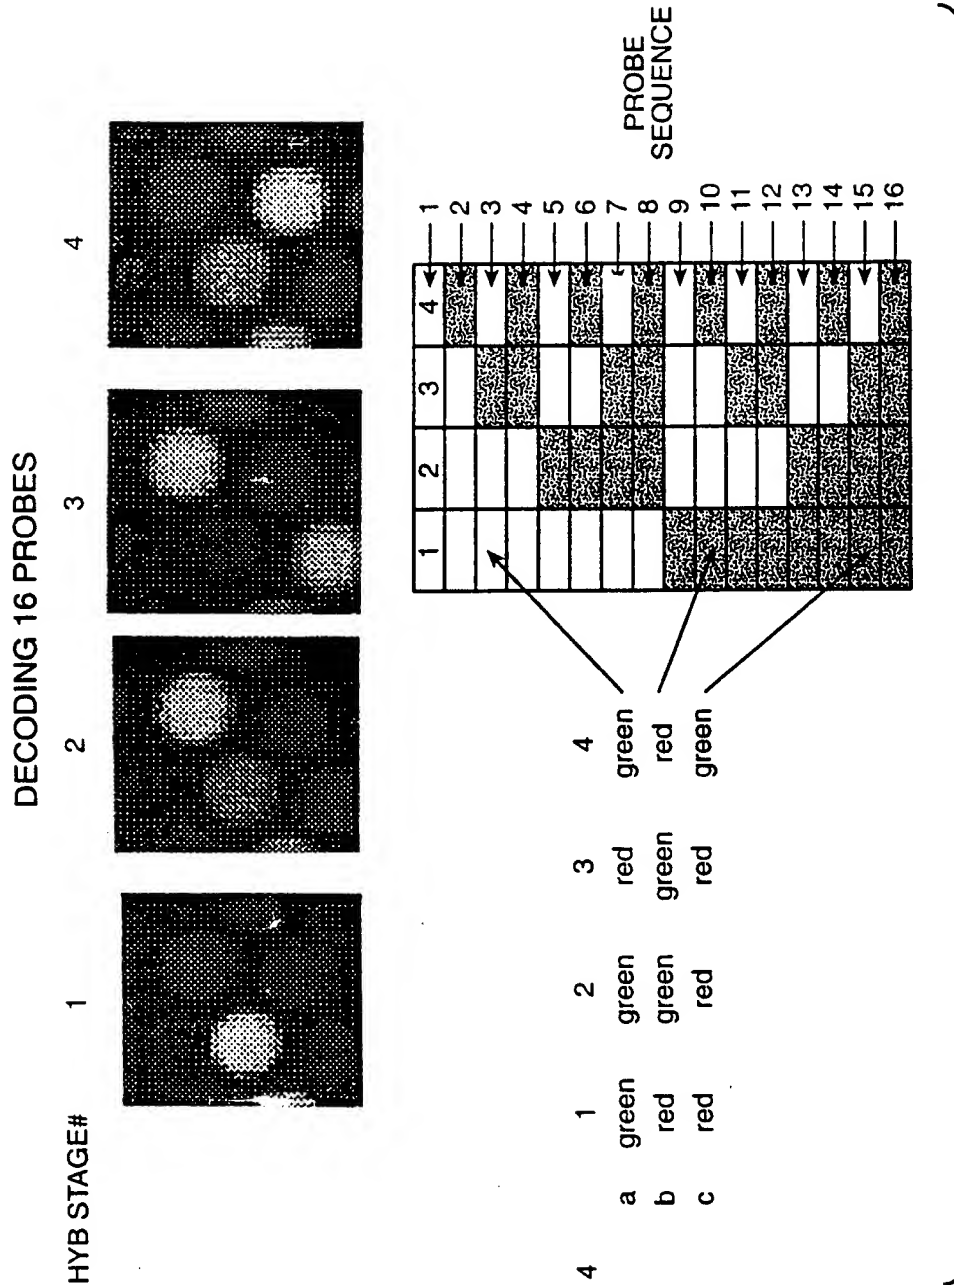 DECODING 16 PROBES
HYB STAGE# 1 2 3 4
4
1 2 3 4
a green green red green
b red green green red
c red red red green
1 2 3 4
1
2
3
4
5
6
7
8
9
10
11
12
13
14
15
16
PROBE
SEQUENCE